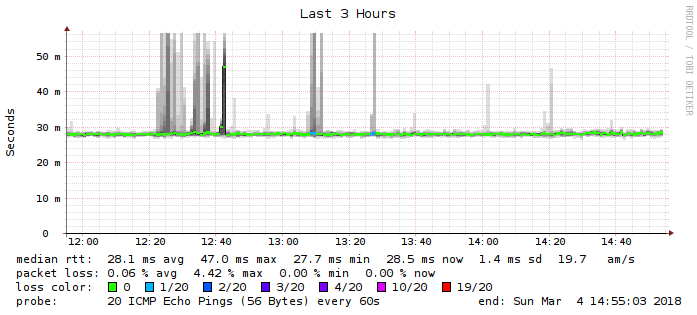 Last 3 Hours
RRDTOOL / TOBI OETIKER
Seconds
50 m
40 m
30 m
20 m
10 m
0
12:00 12:20 12:40 13:00 13:20 13:40 14:00 14:20 14:40
median rtt: 28.1 ms avg 47.0 ms max 27.7 ms min 28.5 ms now 1.4 ms sd 19.7 am/s
packet loss: 0.06 % avg 4.42 % max 0.00 % min 0.00 % now
loss color: 0 1/20 2/20 3/20 4/20 10/20 19/20
probe: 20 ICMP Echo Pings (56 Bytes) every 60s end: Sun Mar 4 14:55:03 2018